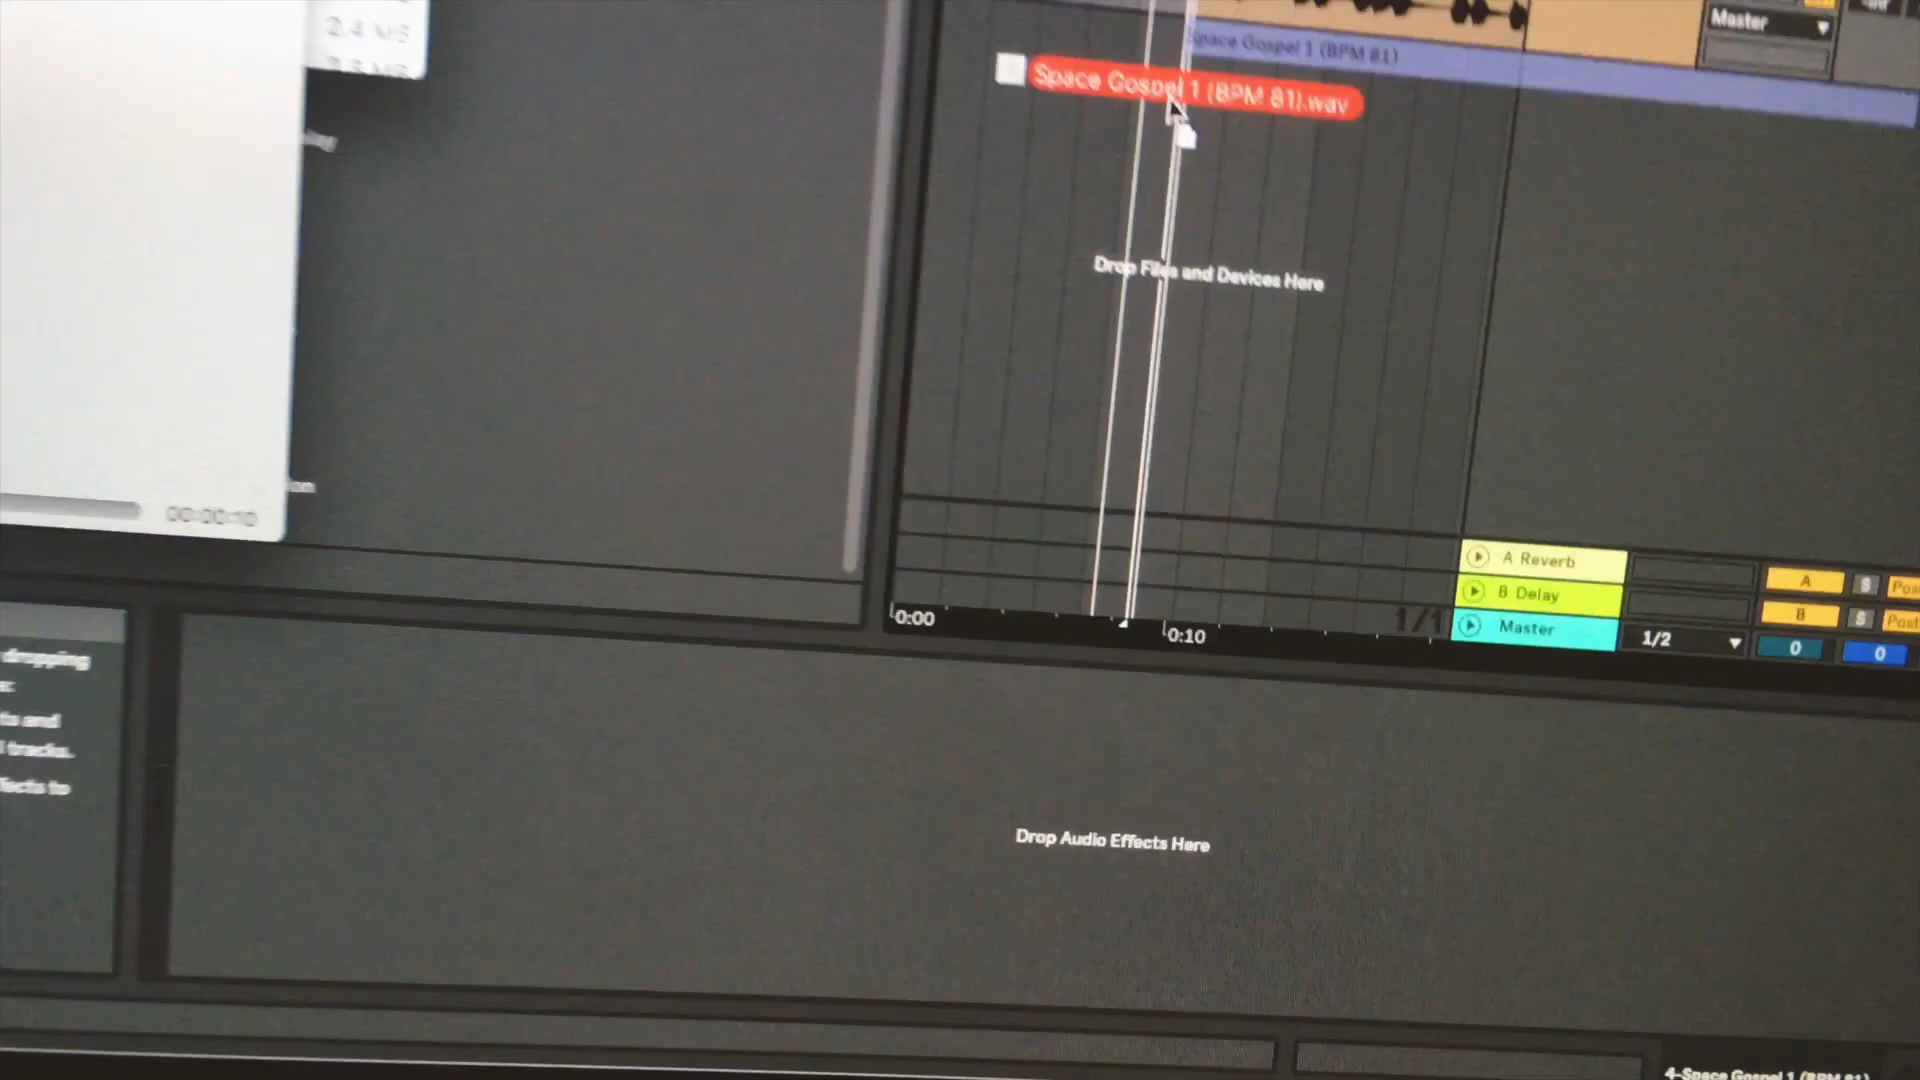 2.4 MB
Master
Space Gospel 1 (BPM 81)
Space Gospel 1 (BPM 81).wav
Drop Files and Devices Here
00:00:10
A Reverb
A
S
Post
B Delay
B
S
Post
0:00
0:10
1/1
Master
1/2
0
0
dropping
ts and
tracks.
fects to
Drop Audio Effects Here
4-Space Gospel 1 (BPM 81)